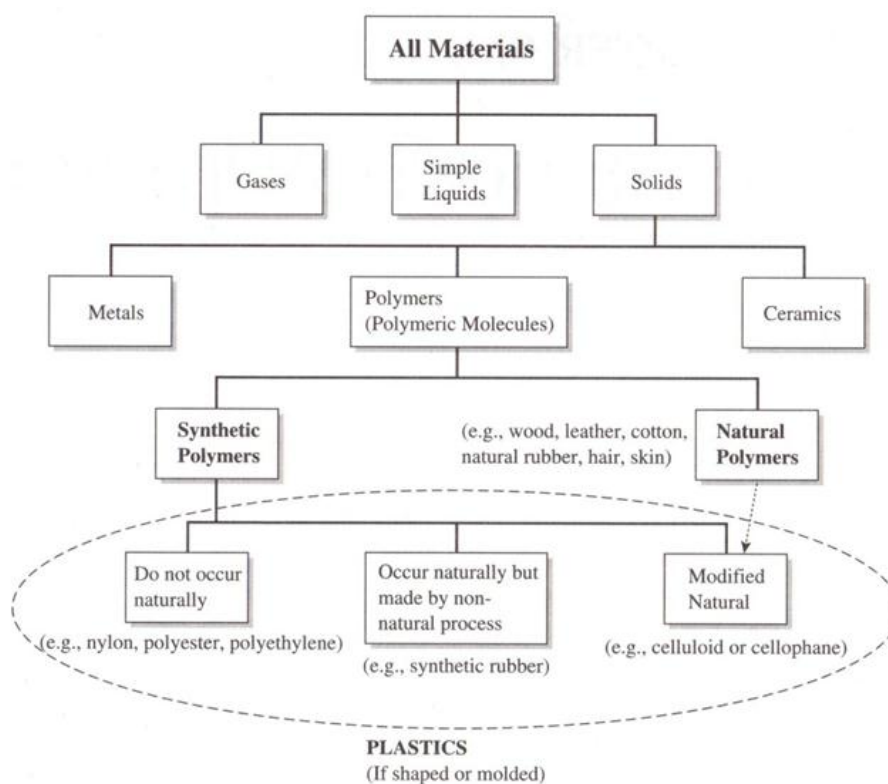 All Materials
Gases
Simple
Liquids
Solids
Metals
Polymers
(Polymeric Molecules)
Ceramics
Synthetic
Polymers
(e.g., wood, leather, cotton,
natural rubber, hair, skin)
Natural
Polymers
Do not occur
naturally
(e.g., nylon, polyester, polyethylene)
Occur naturally but
made by non-
natural process
(e.g., synthetic rubber)
Modified
Natural
(e.g., celluloid or cellophane)
PLASTICS
(If shaped or molded)